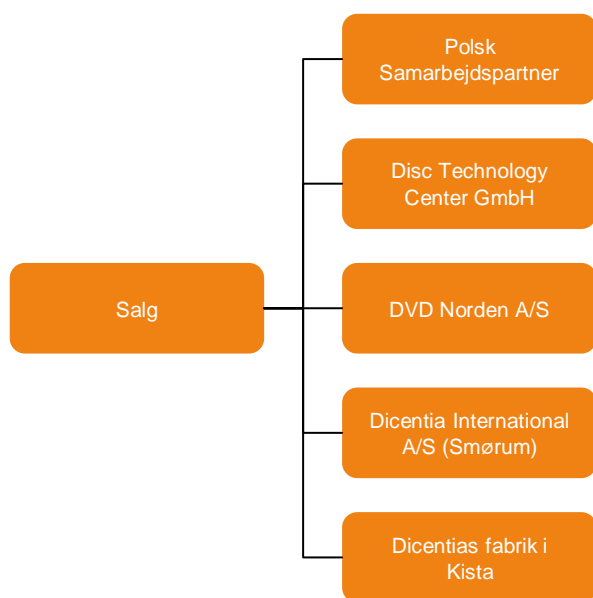 Polsk
Samarbejdspartner
Disc Technology
Center GmbH
Salg
DVD Norden A/S
Dicentia International
A/S (Smørum)
Dicentias fabrik i
Kista